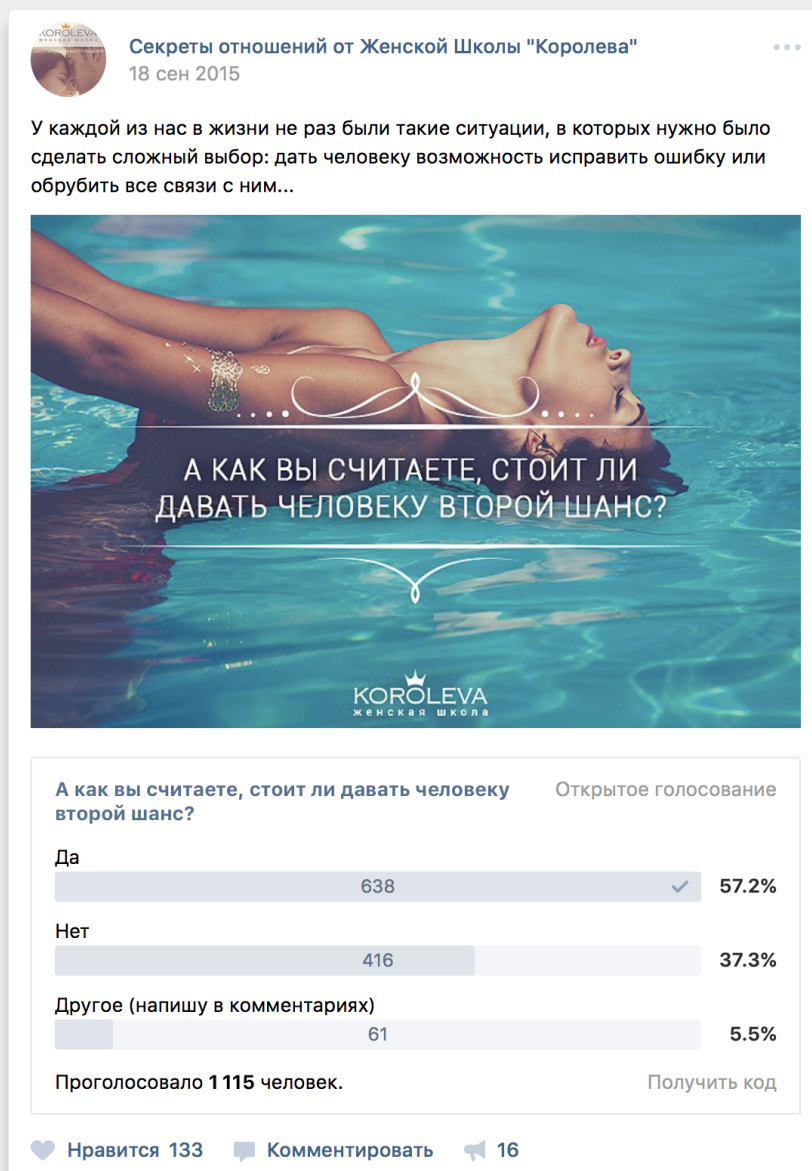 KOROLEVA
Секреты отношений от Женской Школы "Королева"
18 сен 2015
У каждой из нас в жизни не раз были такие ситуации, в которых нужно было
сделать сложный выбор: дать человеку возможность исправить ошибку или
обрубить все связи с ним...
А КАК ВЫ СЧИТАЕТЕ, СТОИТ ЛИ
ДАВАТЬ ЧЕЛОВЕКУ ВТОРОЙ ШАНС?
KOROLEVA
женская школа
А как вы считаете, стоит ли давать человеку
второй шанс?
Открытое голосование
Да
638
57.2%
Нет
416
37.3%
Другое (напишу в комментариях)
61
5.5%
Проголосовало 1 115 человек.
Получить код
Нравится 133
Комментировать
16